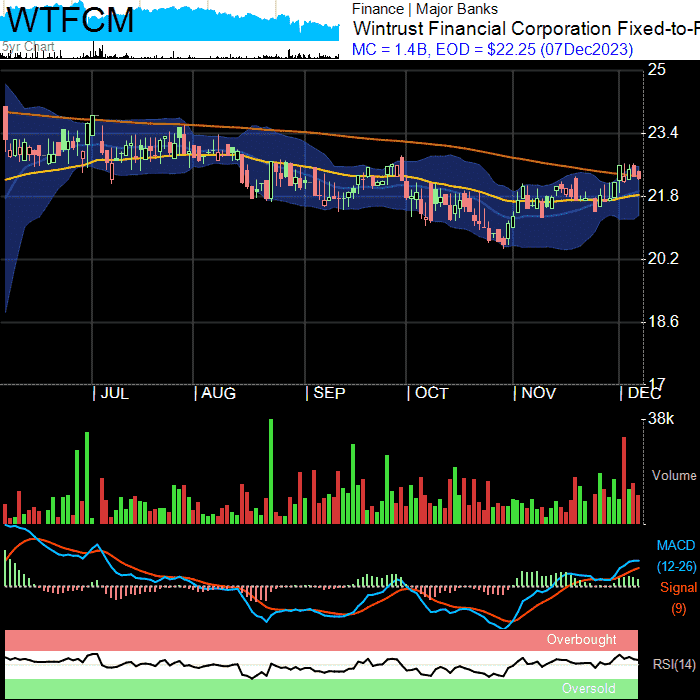 WTFCM
5yr Chart
Finance | Major Banks
Wintrust Financial Corporation Fixed-to-F
MC = 1.4B, EOD = $22.25 (07Dec2023)
25
23.4
21.8
20.2
18.6
17
JUL AUG SEP OCT NOV DEC
38k
Volume
MACD
(12-26)
Signal
(9)
Overbought
RSI(14)
Oversold